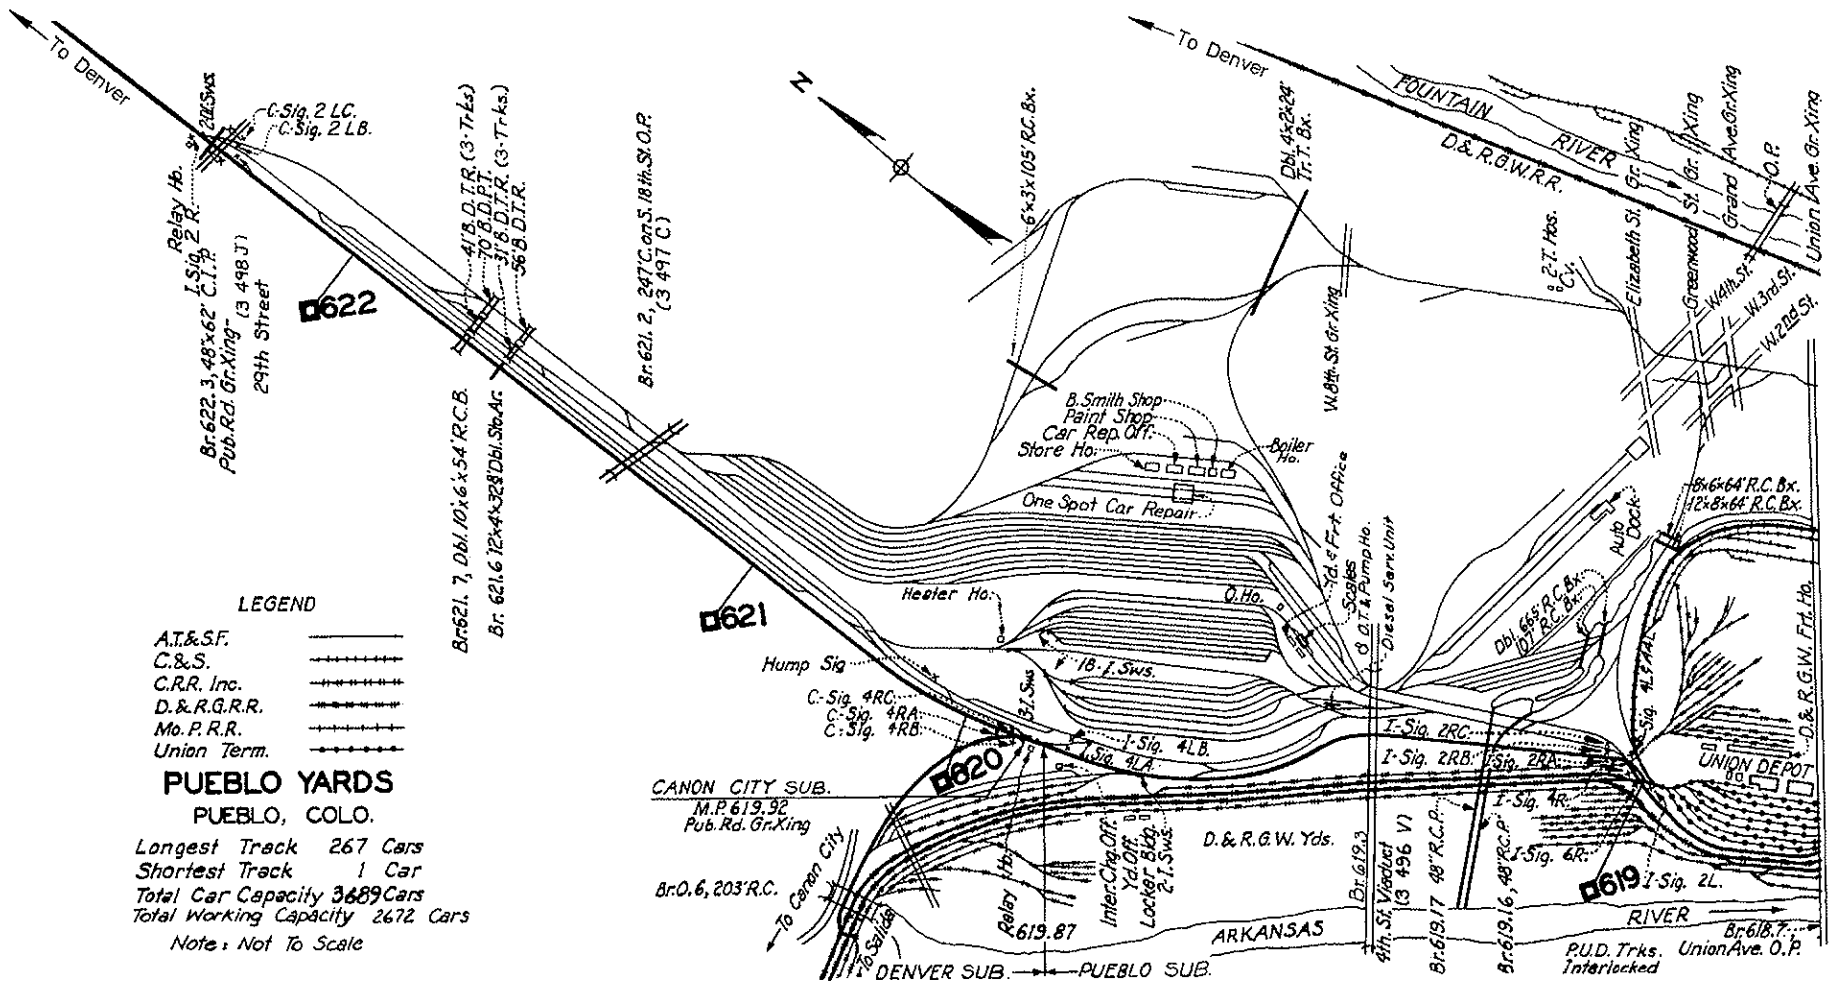 To Denver
2 D.T. Sws.
C-Sig. 2 LC.
C-Sig. 2 LB.
Relay Ho.
I-Sig. 2 R.
Br. 622.3, 48"x62' C.I.P.
Pub. Rd. Gr. Xing-
(3 498 J)
29th Street
622
41' B.D.T.R. (3-Trks)
70' B.D.P.T.
31' B.D.T.R. (3-Trks.)
56' B.D.T.R.
Br. 621.7, Dbl. 10'x6'x54' R.C.B.
Br. 621.6 12'x4'x328' Dbl. Sto. Ar.
Br. 621.2, 247' C. on S. 18th. St. O.P.
(3 497 C)
N
6'x3'x105' R.C. Bx.
Dbl. 4'x2'x24'
Tr. T. Bx.
To Denver
FOUNTAIN
RIVER
D. & R. G. W. R. R.
Elizabeth St. Gr. Xing
Greenwood St. Gr. Xing
Grand Ave. Gr. Xing
O.P.
Union Ave. Gr. Xing
2-T. Hos.
Cy.
W. 4th. St.
W. 3rd. St.
W. 2nd St.
W. 8th. St. Gr. Xing
B. Smith Shop
Paint Shop
Car Rep. Off.
Store Ho.
Boiler
Ho.
One Spot Car Repair
Yd. & Frt. Office
Scales
O.T. & Pump Ho.
Diesel Serv. Unit
O. Ho.
Auto
Dock
8'x6'x64' R.C. Bx.
12'x8'x64' R.C. Bx.
Dbl. 6'65' R.C. Bx.
107' R.C. Bx.
621
Heater Ho.
Hump Sig
18-I. Sws.
C-Sig. 4RC.
C-Sig. 4RA
C-Sig. 4RB.
3-I. Sws
I-Sig. 4LB.
I-Sig. 4LA
620
I-Sig. 2RC.
I-Sig. 2RB.
I-Sig. 2RA.
I-Sig. 4R.
I-Sig. 6R.
I-Sig. 2L.
UNION DEPOT
D. & R. G. W. Frt. Ho.
LEGEND
A.T.& S.F.
C.& S.
C.R.R. Inc.
D. & R.G.R.R.
Mo. P. R.R.
Union Term.
PUEBLO YARDS
PUEBLO, COLO.
Longest Track 267 Cars
Shortest Track 1 Car
Total Car Capacity 3689 Cars
Total Working Capacity 2672 Cars
Note: Not To Scale
CANON CITY SUB.
M.P. 619.92
Pub. Rd. Gr. Xing
Br. 0.6, 203' R.C.
To Canon City
To Salida
Relay Ho.
619.87
Inter. Chg. Off.
Yd. Off.
Locker Bldg.
2-I. Sws.
D. & R. G. W. Yds.
Br. 619.3
4th. St. Viaduct
(3 496 V)
Br. 619.17 48" R.C.P.
Br. 619.16, 48" R.C.P.
619
ARKANSAS
RIVER
Br. 618.7,
Union Ave. O.P.
P.U.D. Trks.
Interlocked
DENVER SUB.
PUEBLO SUB.